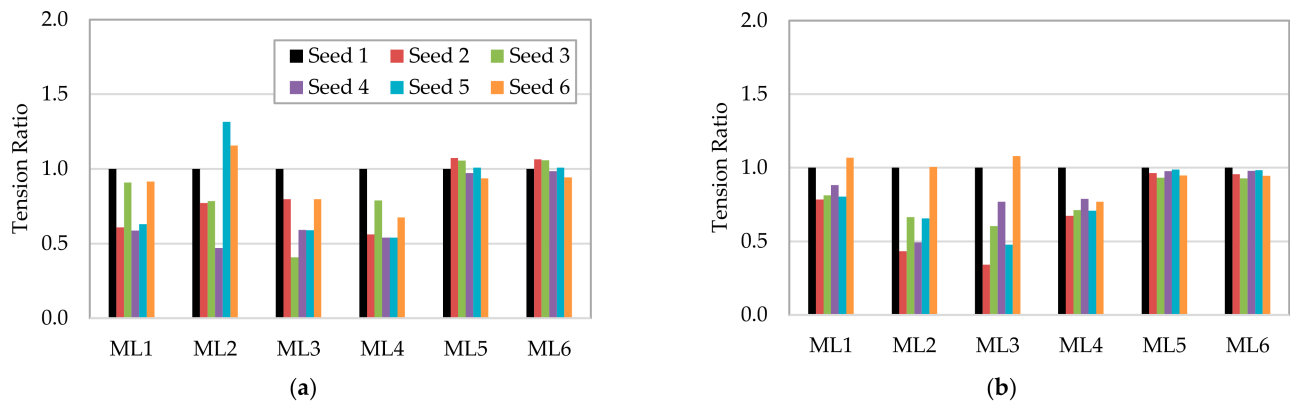 2.0
1.5
1.0
0.5
0.0
Tension Ratio
Seed 1 Seed 2 Seed 3
Seed 4 Seed 5 Seed 6
ML1 ML2 ML3 ML4 ML5 ML6
(a)
2.0
1.5
1.0
0.5
0.0
Tension Ratio
ML1 ML2 ML3 ML4 ML5 ML6
(b)